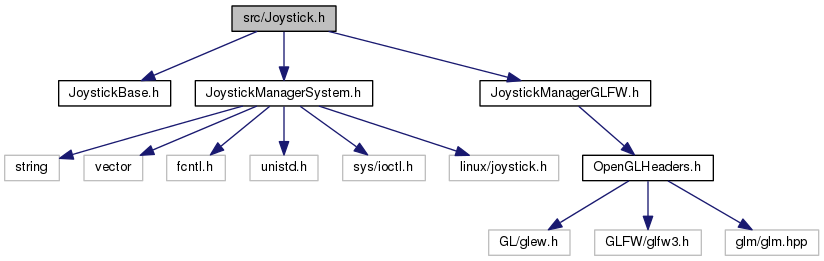 src/Joystick.h
JoystickBase.h
JoystickManagerSystem.h
JoystickManagerGLFW.h
string
vector
fcntl.h
unistd.h
sys/ioctl.h
linux/joystick.h
OpenGLHeaders.h
GL/glew.h
GLFW/glfw3.h
glm/glm.hpp